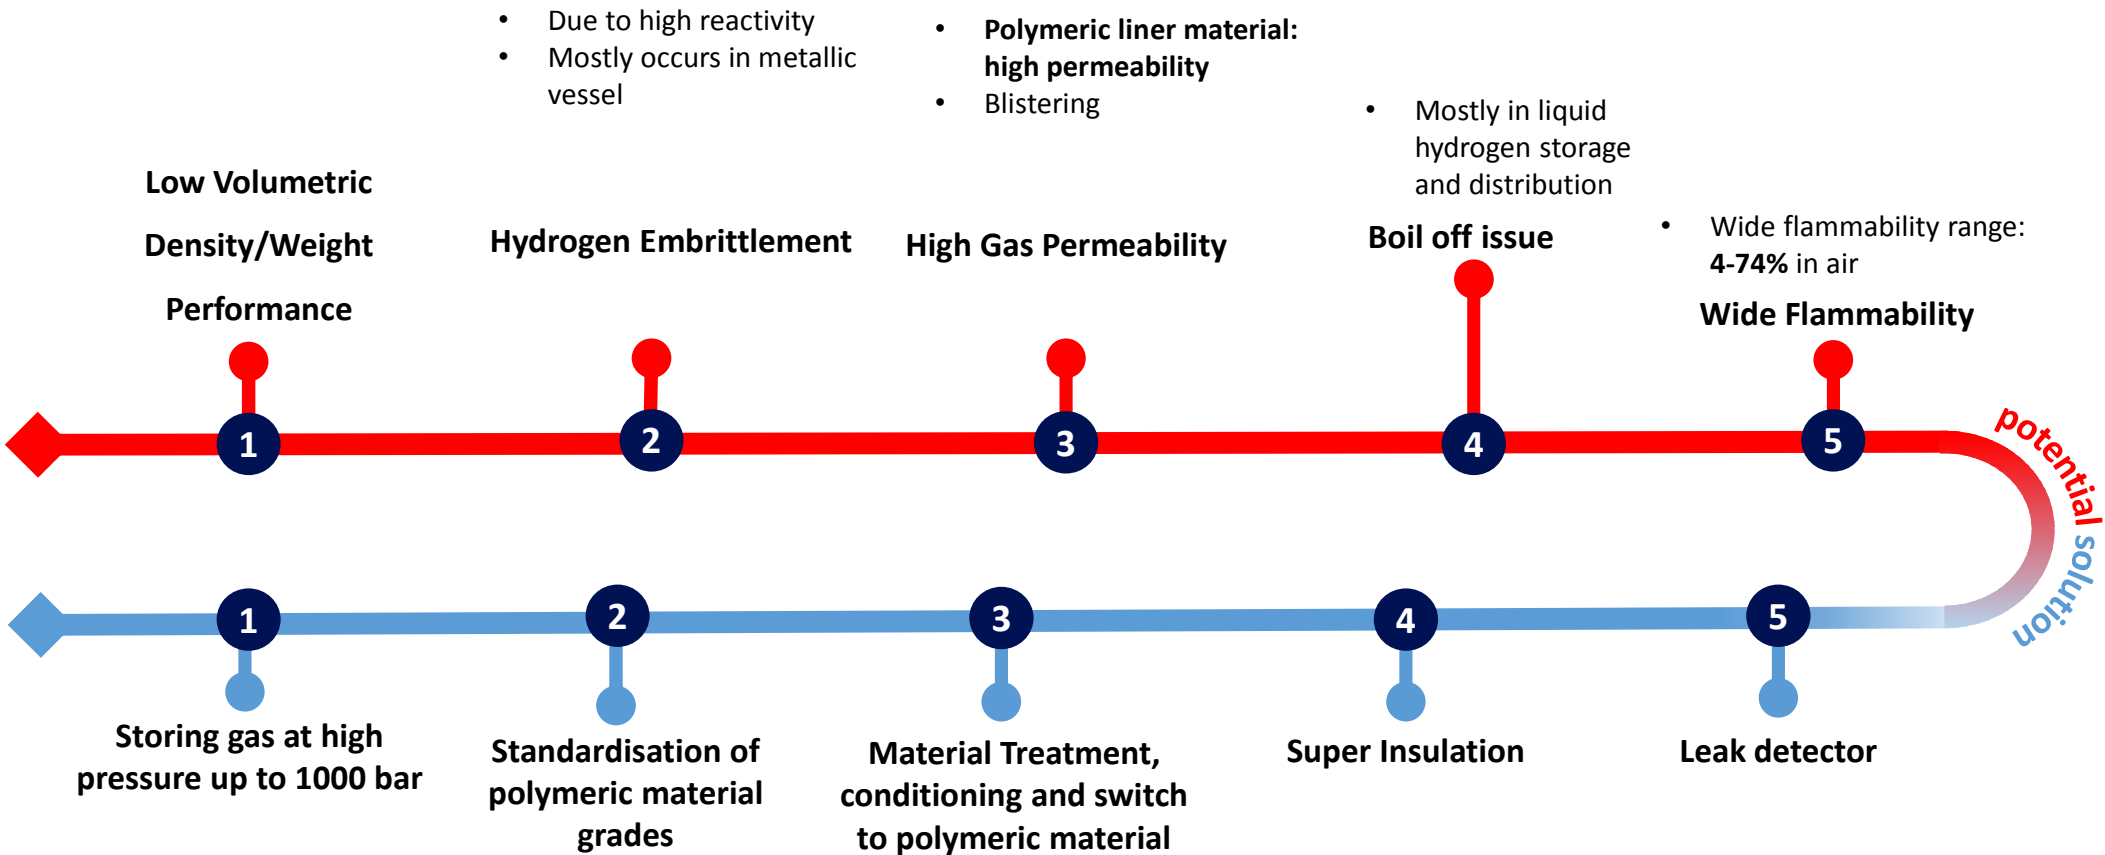 • Due to high reactivity
• Mostly occurs in metallic
vessel
• Polymeric liner material:
high permeability
• Blistering
• Mostly in liquid
hydrogen storage
and distribution
• Wide flammability range:
4-74% in air
Low Volumetric
Density/Weight
Performance
Hydrogen Embrittlement
High Gas Permeability
Boil off issue
Wide Flammability
1
2
3
4
5
potential solution
1
2
3
4
5
Storing gas at high
pressure up to 1000 bar
Standardisation of
polymeric material
grades
Material Treatment,
conditioning and switch
to polymeric material
Super Insulation
Leak detector